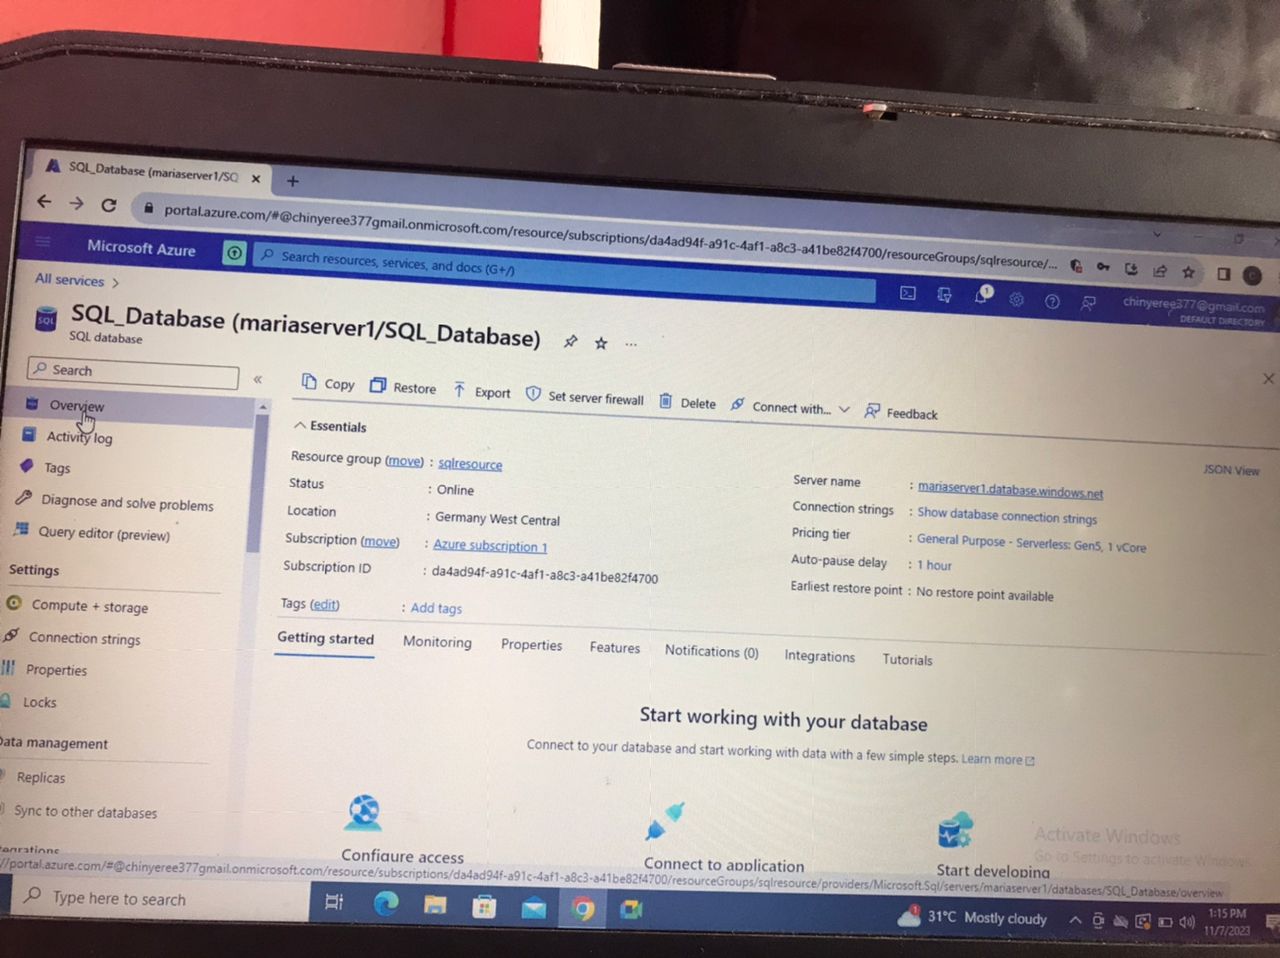 SQL_Database (mariaserver1/SQ
portal.azure.com/#@chinyeree377gmail.onmicrosoft.com/resource/subscriptions/da4ad94f-a91c-4af1-a8c3-a41be82f4700/resourceGroups/sqlresource/...
Microsoft Azure
Search resources, services, and docs (G+/)
1
chinyeree377@gmail.com
DEFAULT DIRECTORY
All services >
SQL_Database (mariaserver1/SQL_Database)
SQL
SQL database
Search
Overview
Activity log
Tags
Diagnose and solve problems
Query editor (preview)
Settings
Compute + storage
Connection strings
Properties
Locks
Data management
Replicas
Sync to other databases
Copy Restore Export Set server firewall Delete Connect with... Feedback
Essentials
JSON View
Resource group (move) : sqlresource
Status : Online
Location : Germany West Central
Subscription (move) : Azure subscription 1
Subscription ID : da4ad94f-a91c-4af1-a8c3-a41be82f4700
Tags (edit) : Add tags
Server name : mariaserver1.database.windows.net
Connection strings : Show database connection strings
Pricing tier : General Purpose - Serverless: Gen5, 1 vCore
Auto-pause delay : 1 hour
Earliest restore point : No restore point available
Getting started Monitoring Properties Features Notifications (0) Integrations Tutorials
Start working with your database
Connect to your database and start working with data with a few simple steps. Learn more
Configure access
Connect to application
Start developing
Activate Windows
Go to Settings to activate Windows.
//portal.azure.com/#@chinyeree377gmail.onmicrosoft.com/resource/subscriptions/da4ad94f-a91c-4af1-a8c3-a41be82f4700/resourceGroups/sqlresource/providers/Microsoft.Sql/servers/mariaserver1/databases/SQL_Database/overview
Type here to search
1
31°C Mostly cloudy
1:15 PM
11/7/2023